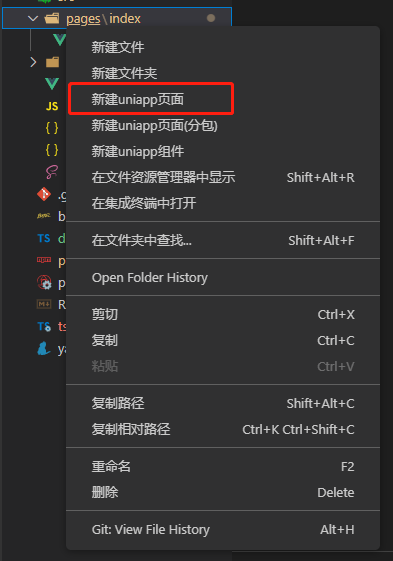 pages\index
新建文件
新建文件夹
新建uniapp页面
新建uniapp页面(分包)
新建uniapp组件
在文件资源管理器中显示 Shift+Alt+R
在集成终端中打开
在文件夹中查找... Shift+Alt+F
Open Folder History
剪切 Ctrl+X
复制 Ctrl+C
粘贴 Ctrl+V
复制路径 Shift+Alt+C
复制相对路径 Ctrl+K Ctrl+Shift+C
重命名 F2
删除 Delete
Git: View File History Alt+H
JS
{ }
{ }
.g
b
TS d
p
p
R
TS ts
ya